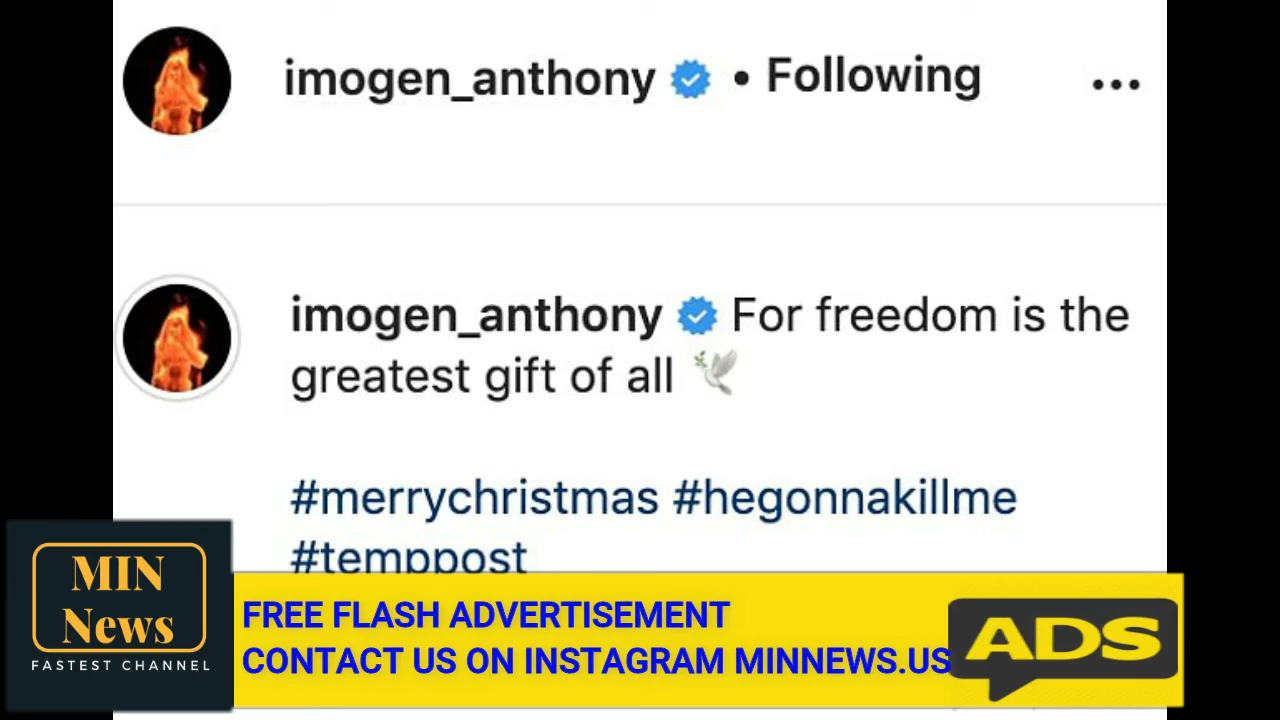 imogen_anthony • Following •••
imogen_anthony For freedom is the
greatest gift of all 🕊️
#merrychristmas #hegonnakillme
#temppost
MIN
News
FASTEST CHANNEL
FREE FLASH ADVERTISEMENT
CONTACT US ON INSTAGRAM MINNEWS.US
ADS